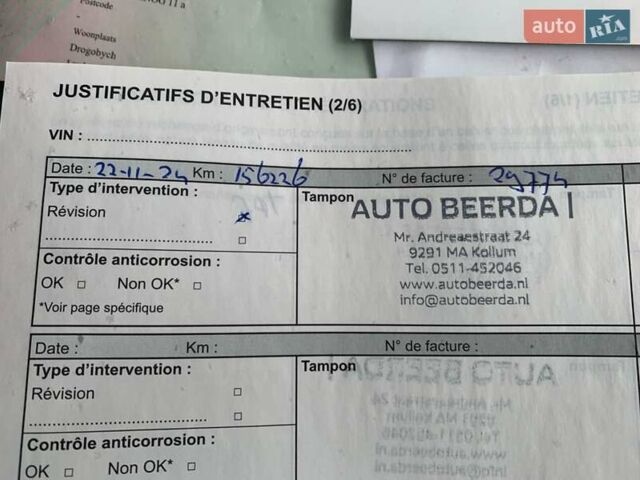 Postcode
Woonplaats
Drogobych
auto RIA .com
JUSTIFICATIFS D'ENTRETIEN (2/6)
VIN :
Date : 22-11-24 Km : 156226 N° de facture : 29774
Type d'intervention :
Révision
Tampon
AUTO BEERDA
Mr. Andreaestraat 24
9291 MA Kollum
Tel. 0511-452046
www.autobeerda.nl
info@autobeerda.nl
Contrôle anticorrosion :
OK □ Non OK* □
*Voir page spécifique
Date : Km : N° de facture :
Type d'intervention :
Révision □
□
Tampon
Contrôle anticorrosion :
OK □ Non OK* □